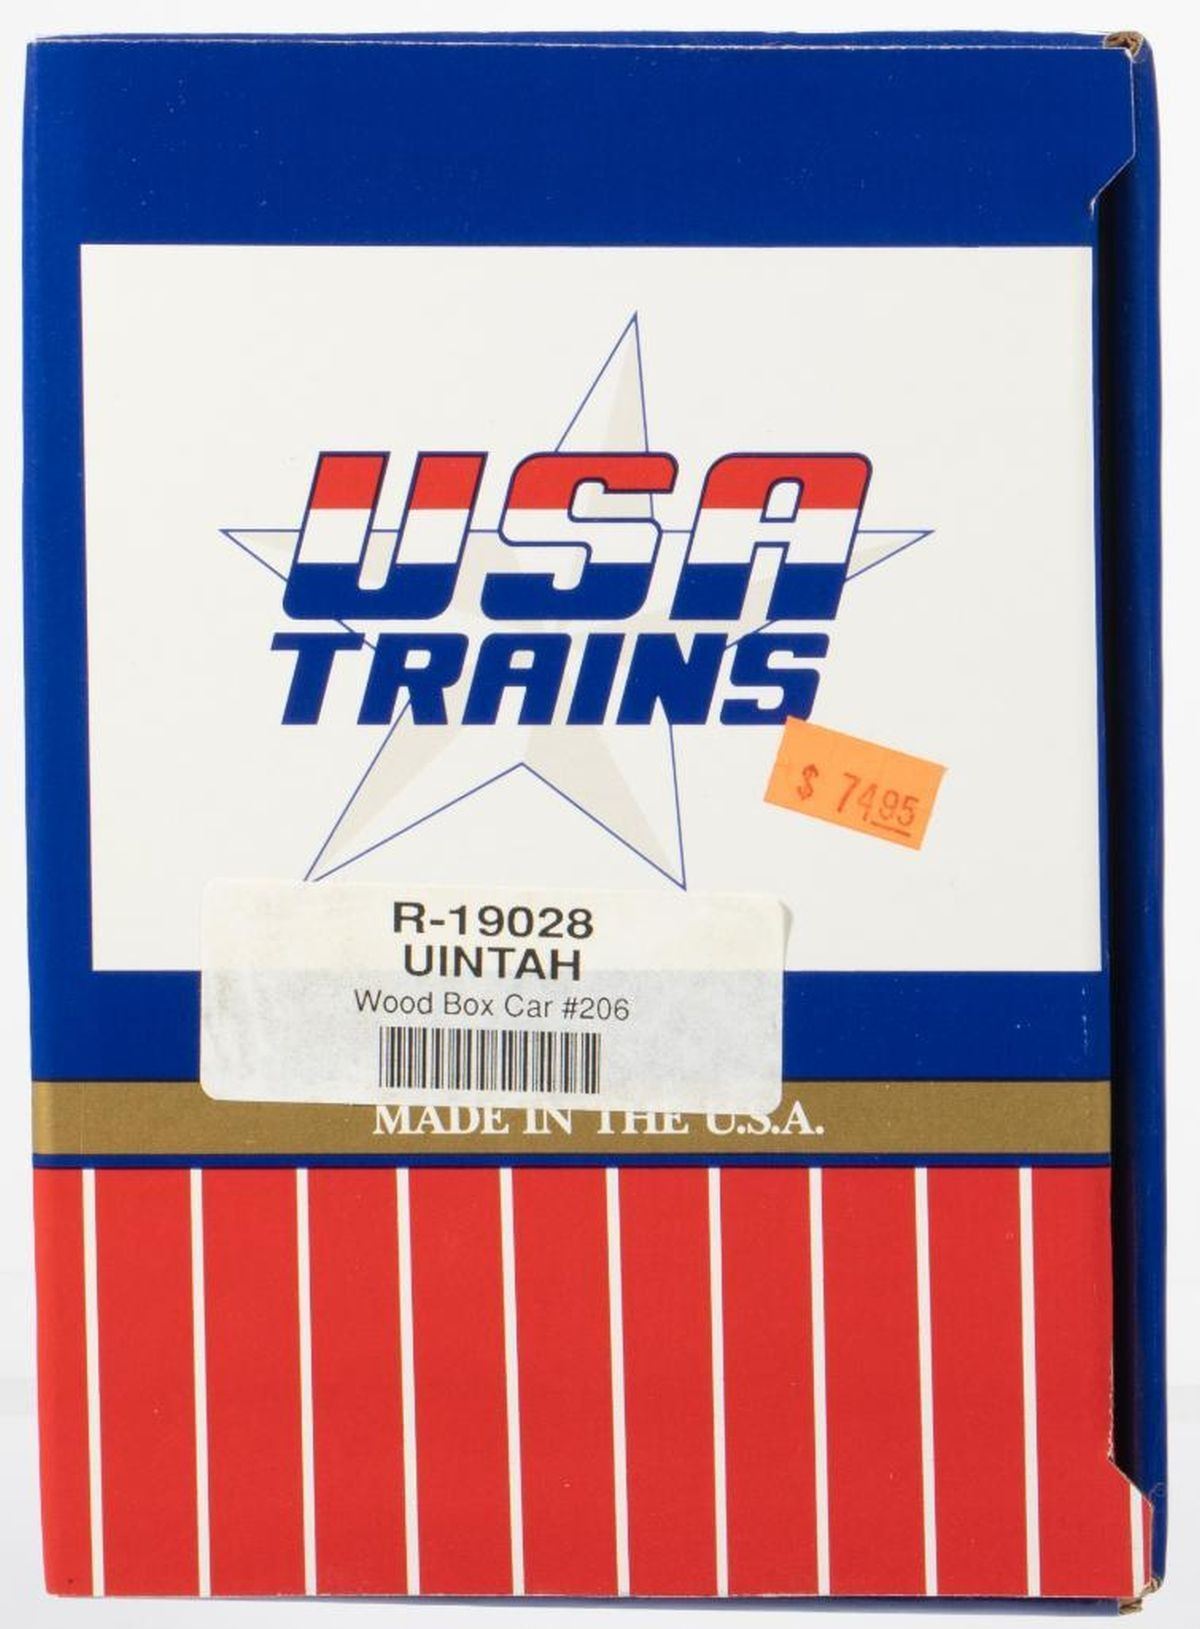 USA
TRAINS
$ 74.95
R-19028
UINTAH
Wood Box Car #206
MADE IN THE U.S.A.